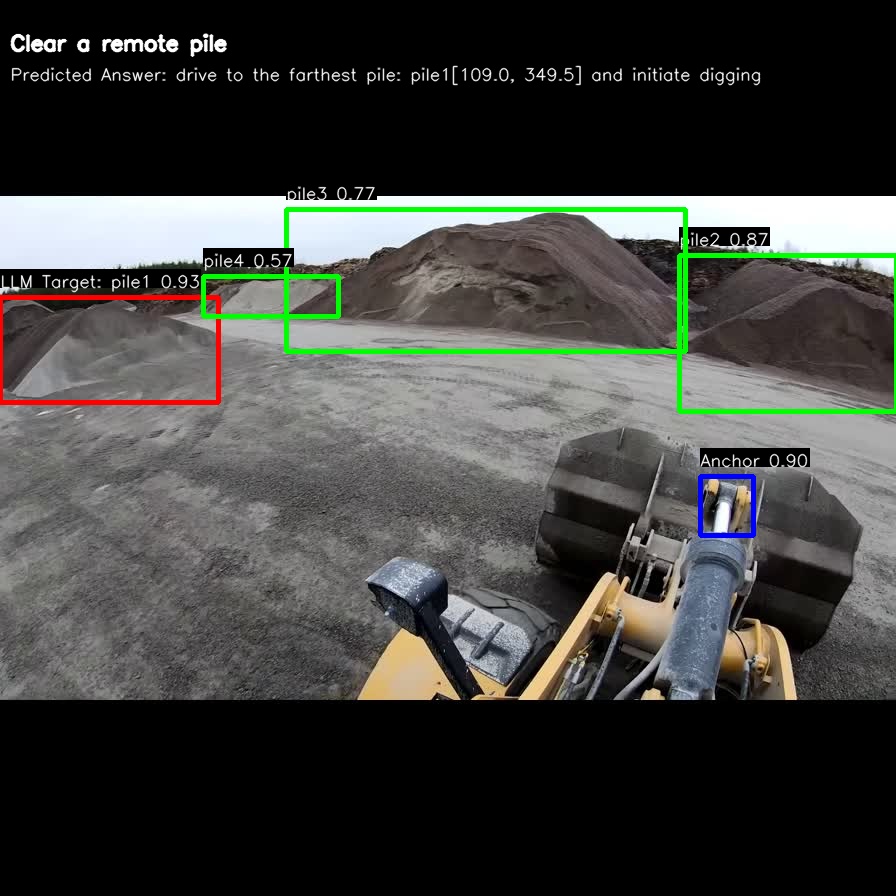 Clear a remote pile
Predicted Answer: drive to the farthest pile: pile1[109.0, 349.5] and initiate digging
pile3 0.77
pile2 0.87
pile4 0.57
LLM Target: pile1 0.93
Anchor 0.90